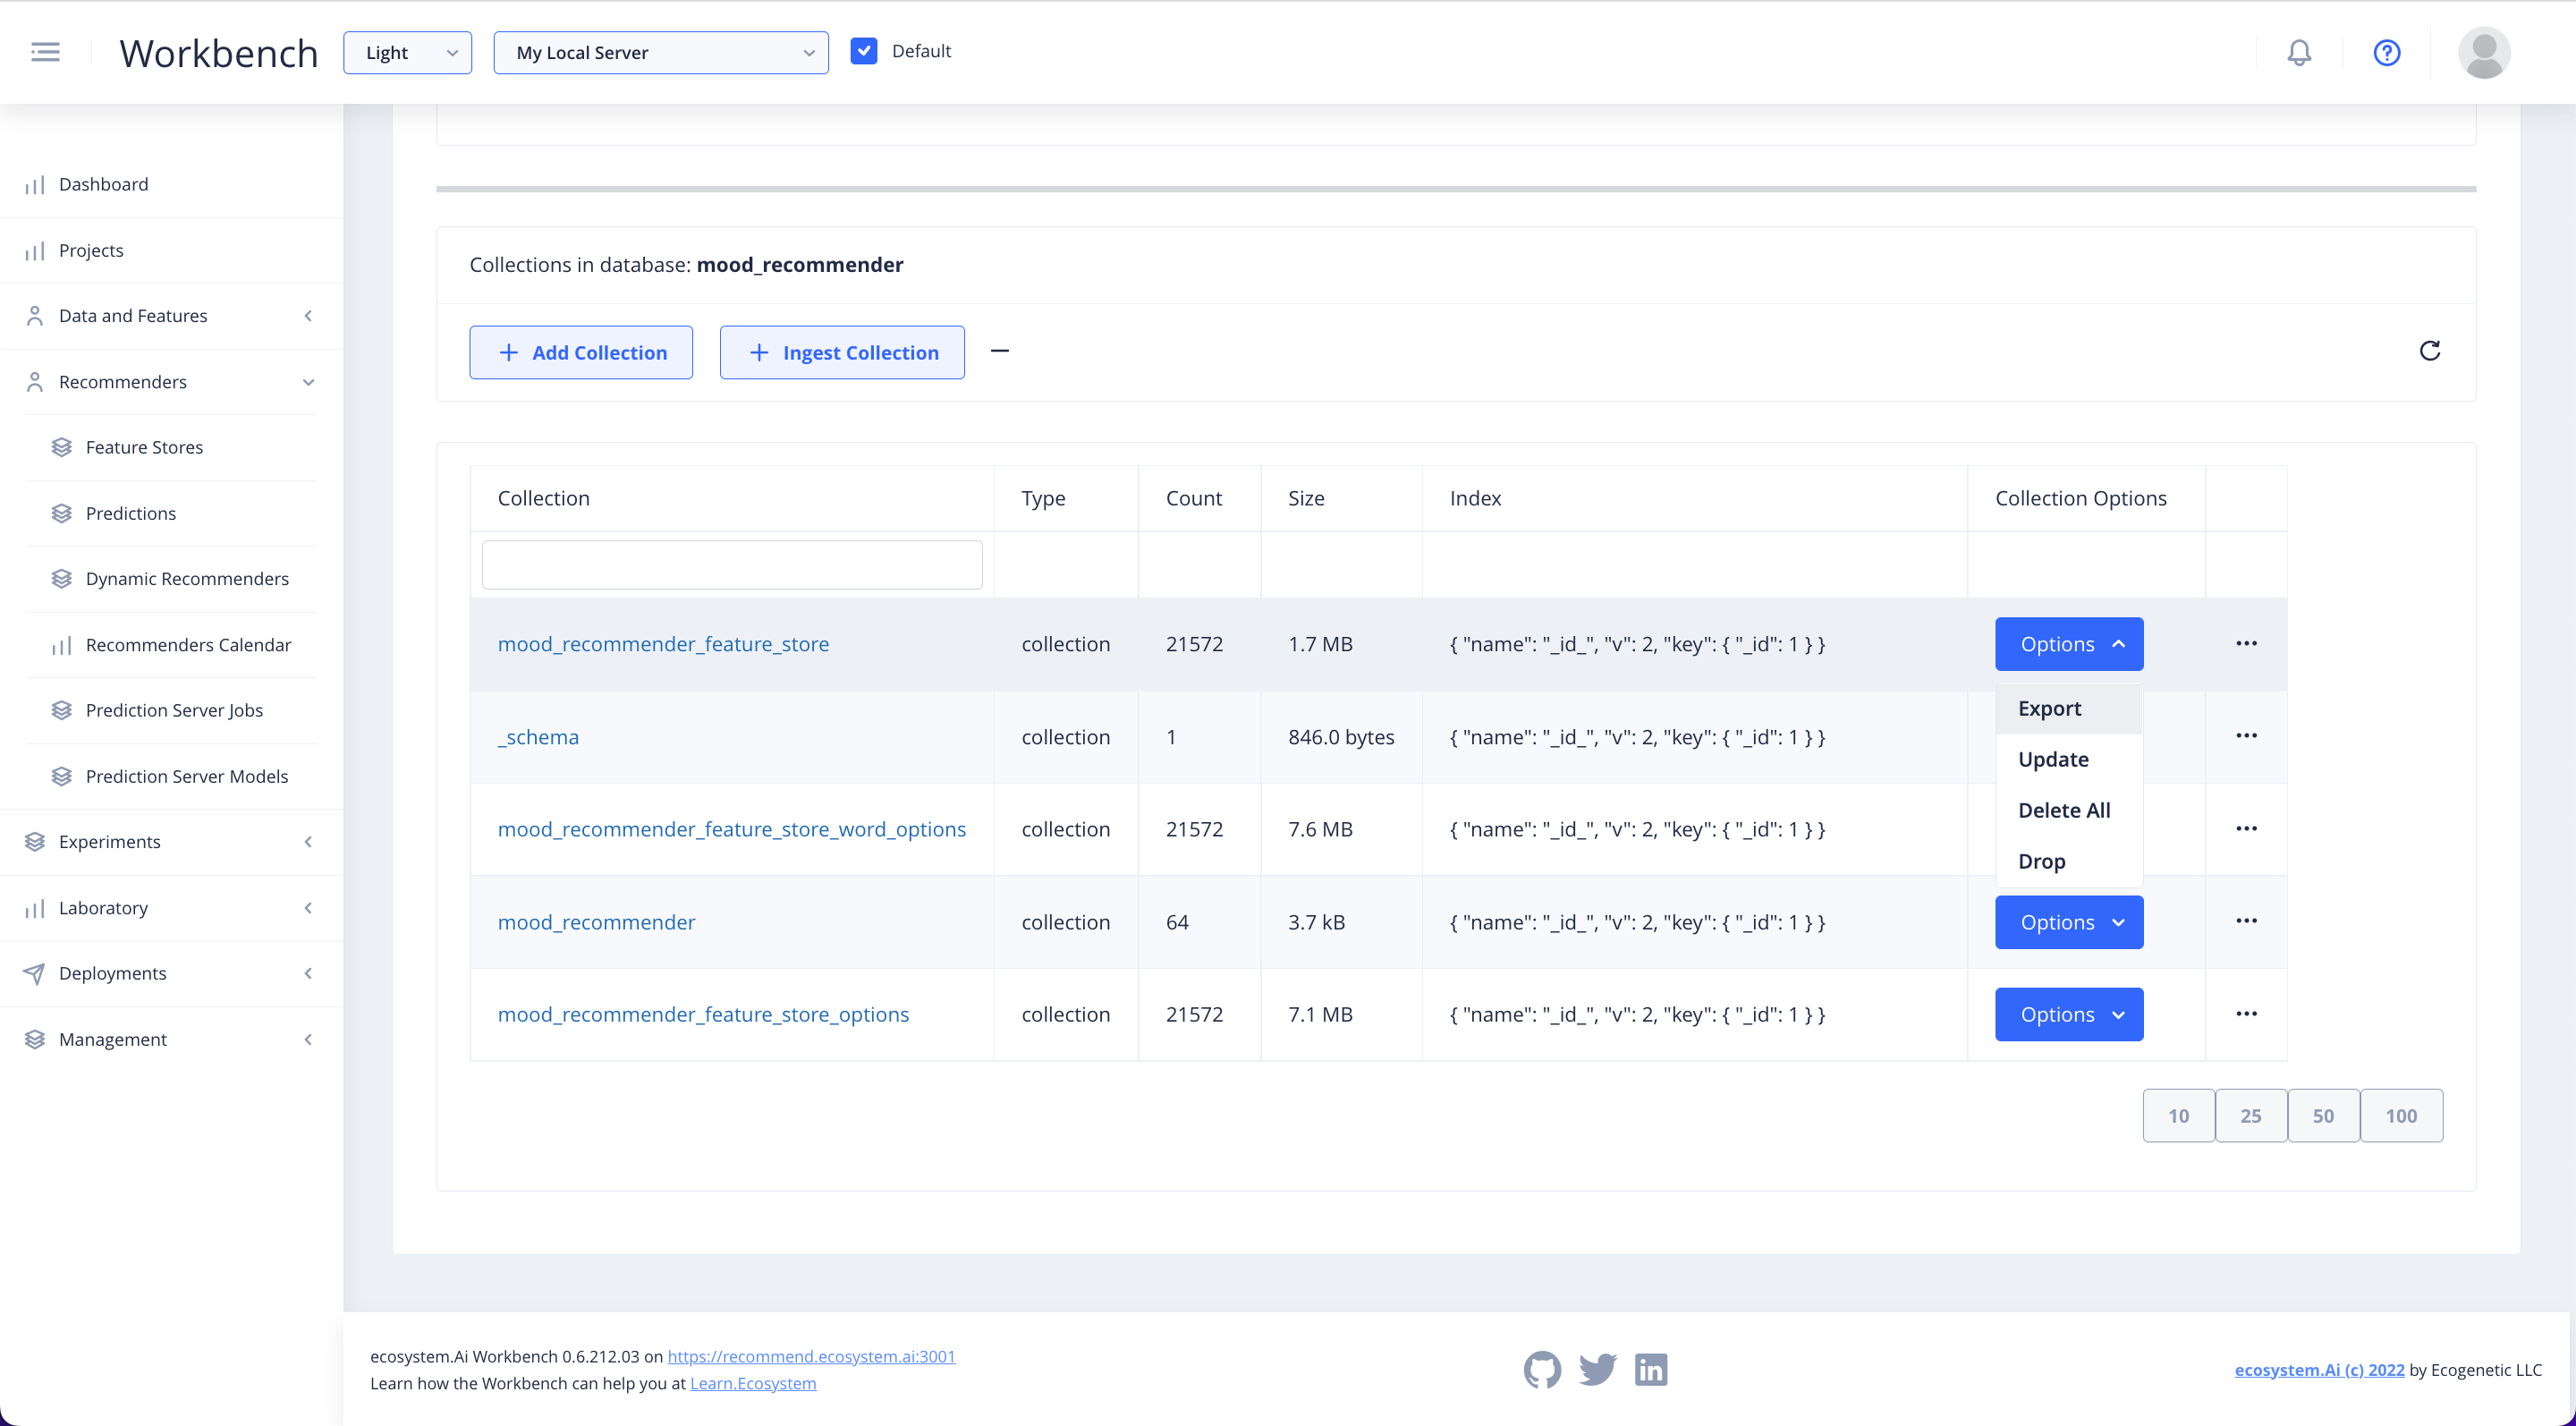 Workbench
Light
My Local Server
Default
Dashboard
Projects
Data and Features
Recommenders
Feature Stores
Predictions
Dynamic Recommenders
Recommenders Calendar
Prediction Server Jobs
Prediction Server Models
Experiments
Laboratory
Deployments
Management
Collections in database: mood_recommender
+ Add Collection
+ Ingest Collection
Collection Type Count Size Index Collection Options
mood_recommender_feature_store collection 21572 1.7 MB { "name": "_id_", "v": 2, "key": { "_id": 1 } } Options ...
Export
Update
Delete All
Drop
_schema collection 1 846.0 bytes { "name": "_id_", "v": 2, "key": { "_id": 1 } } ...
mood_recommender_feature_store_word_options collection 21572 7.6 MB { "name": "_id_", "v": 2, "key": { "_id": 1 } } ...
mood_recommender collection 64 3.7 kB { "name": "_id_", "v": 2, "key": { "_id": 1 } } Options ...
mood_recommender_feature_store_options collection 21572 7.1 MB { "name": "_id_", "v": 2, "key": { "_id": 1 } } Options ...
10 25 50 100
ecosystem.Ai Workbench 0.6.212.03 on https://recommend.ecosystem.ai:3001
Learn how the Workbench can help you at Learn.Ecosystem
in
ecosystem.Ai (c) 2022 by Ecogenetic LLC